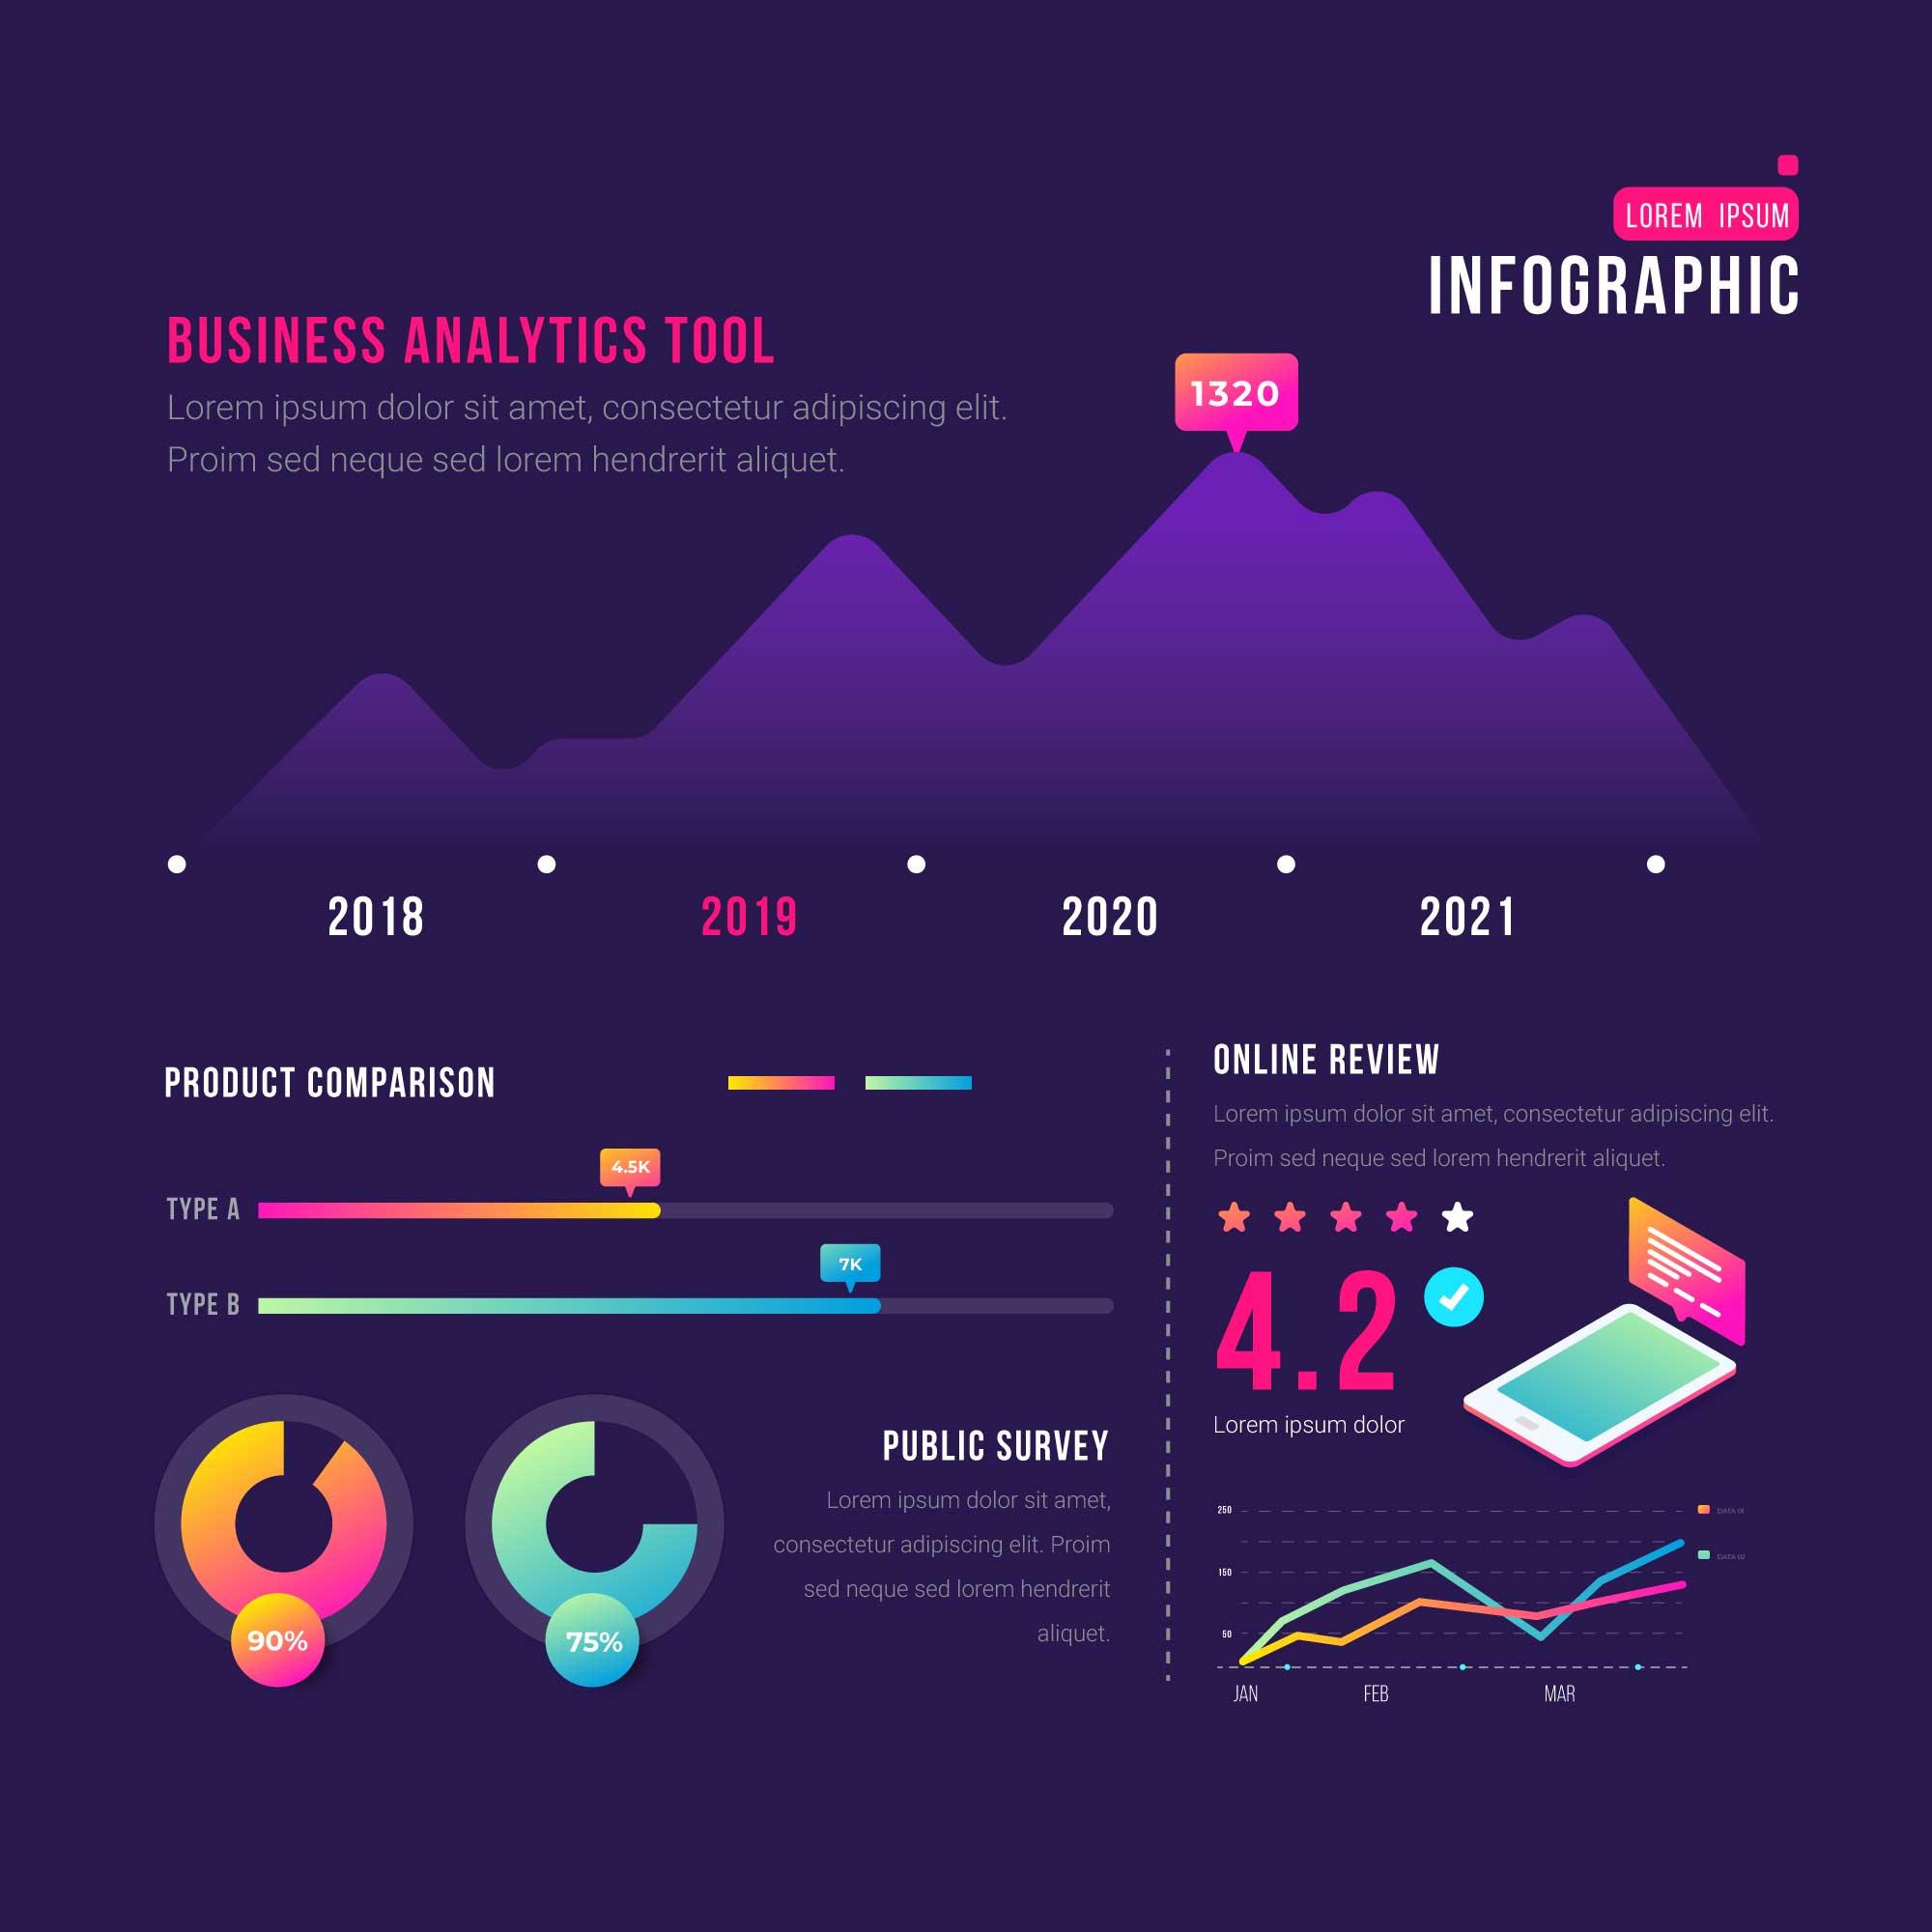 LOREM IPSUM
INFOGRAPHIC
BUSINESS ANALYTICS TOOL
Lorem ipsum dolor sit amet, consectetur adipiscing elit.
Proim sed neque sed lorem hendrerit aliquet.
1320
2018 2019 2020 2021
PRODUCT COMPARISON
4.5K
TYPE A
7K
TYPE B
90%
75%
PUBLIC SURVEY
Lorem ipsum dolor sit amet,
consectetur adipiscing elit. Proim
sed neque sed lorem hendrerit
aliquet.
ONLINE REVIEW
Lorem ipsum dolor sit amet, consectetur adipiscing elit.
Proim sed neque sed lorem hendrerit aliquet.
4.2
Lorem ipsum dolor
250
DATA 01
DATA 02
150
50
JAN FEB MAR